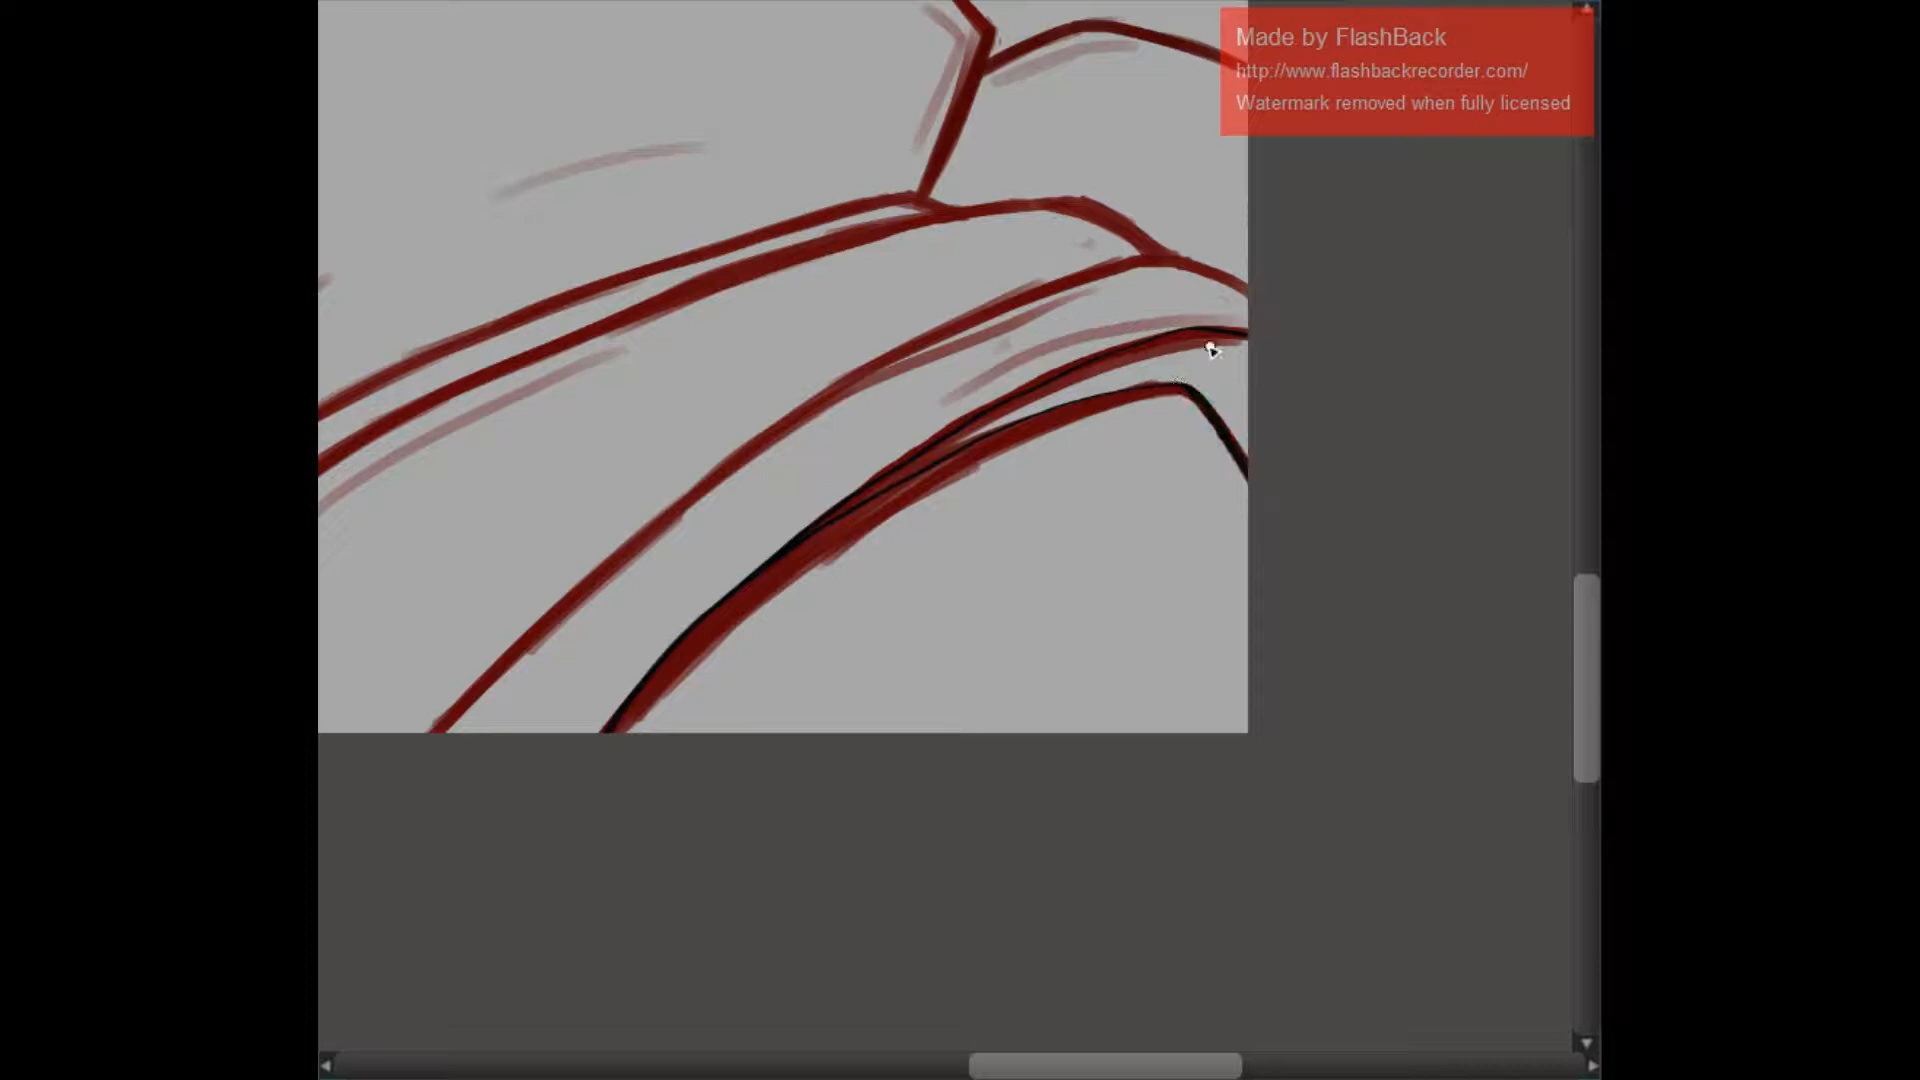 Made by FlashBack
http://www.flashbackrecorder.com/
Watermark removed when fully licensed